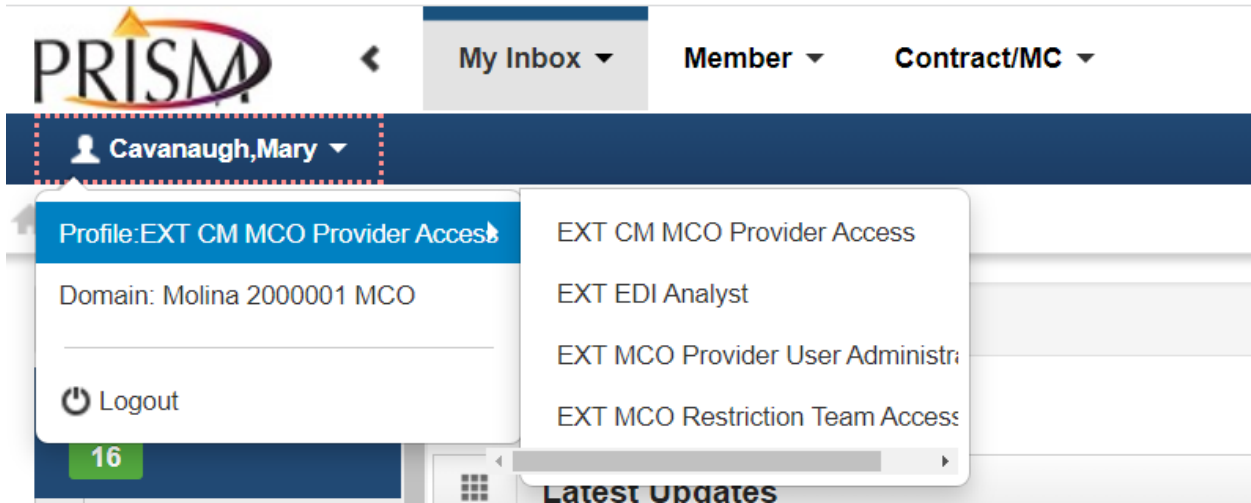 PRISM
My Inbox
Member
Contract/MC
Cavanaugh,Mary
Profile:EXT CM MCO Provider Access
EXT CM MCO Provider Access
Domain: Molina 2000001 MCO
EXT EDI Analyst
EXT MCO Provider User Administra
Logout
EXT MCO Restriction Team Access
16
Latest Updates